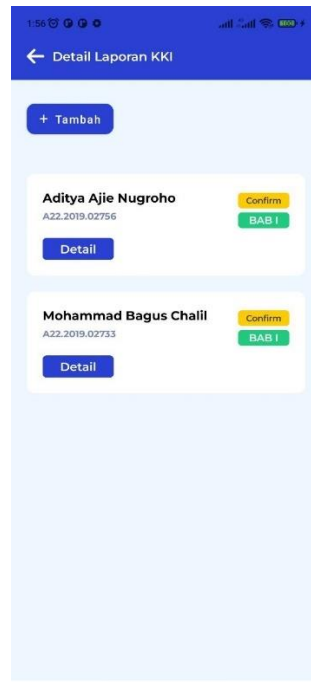 1:56
Detail Laporan KKI
+ Tambah
Aditya Ajie Nugroho
Confirm
A22.2019.02756
BAB I
Detail
Mohammad Bagus Chalil
Confirm
A22.2019.02733
BAB I
Detail